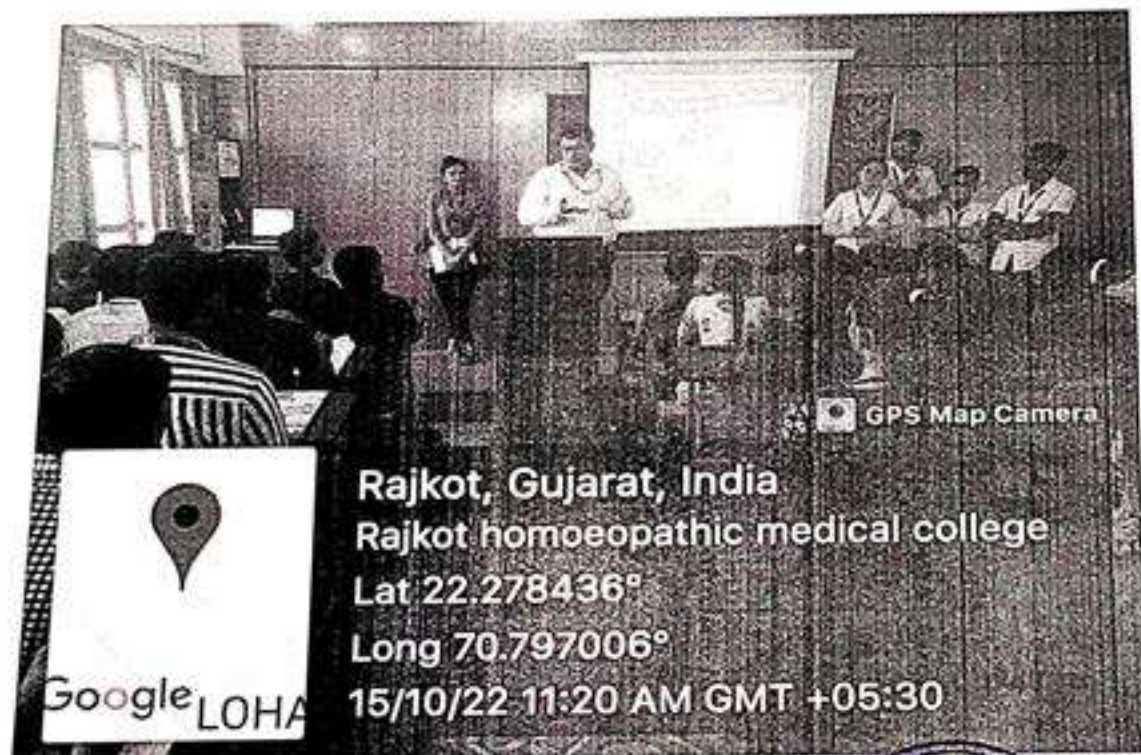 GPS Map Camera
Rajkot, Gujarat, India
Rajkot homoeopathic medical college
Lat 22.278436°
Long 70.797006°
15/10/22 11:20 AM GMT +05:30
Google
LOHA